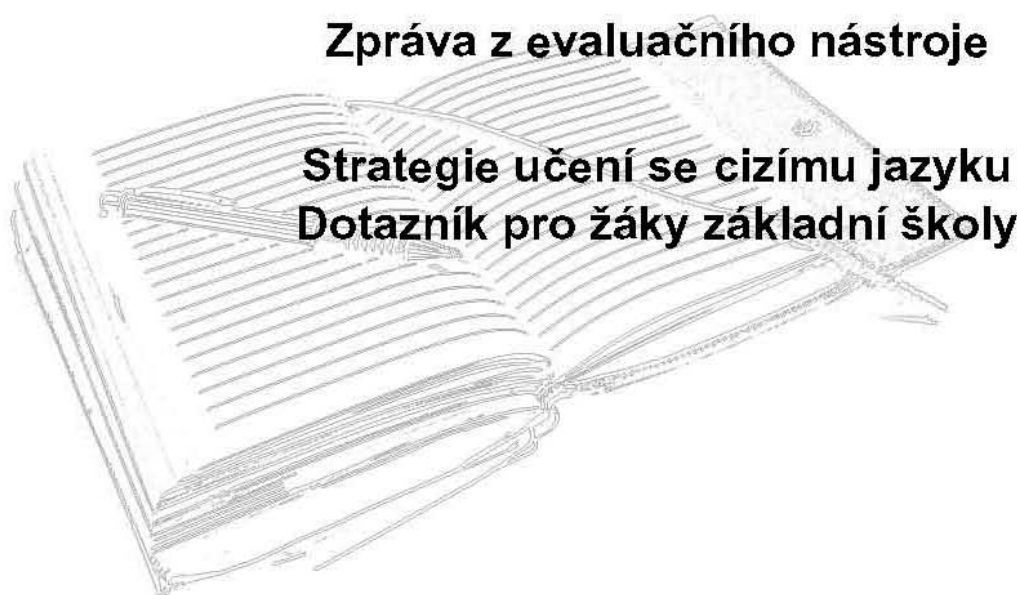 Zpráva z evaluačního nástroje
Strategie učení se cizímu jazyku
Dotazník pro žáky základní školy